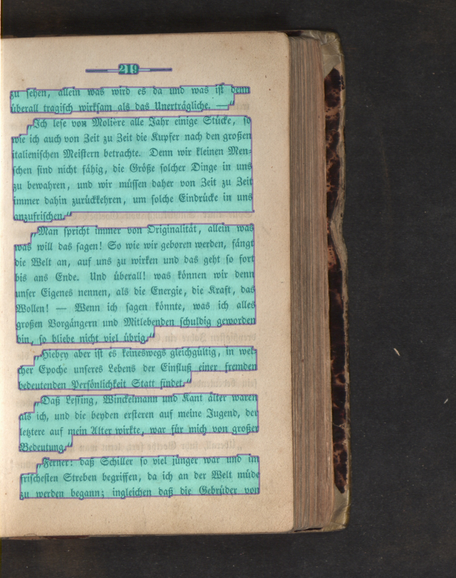 219
zu sehen, allein was wird es da und was ist denn
überall tragisch wirksam als das Unerträgliche. —"
„Ich lese von Molière alle Jahr einige Stücke, so
wie ich auch von Zeit zu Zeit die Kupfer nach den großen
italienischen Meistern betrachte. Denn wir kleinen Men-
schen sind nicht fähig, die Größe solcher Dinge in uns
zu bewahren, und wir müssen daher von Zeit zu Zeit
immer dahin zurückkehren, um solche Eindrücke in uns
anzufrischen."
„Man spricht immer von Originalität, allein was
was will das sagen! So wie wir geboren werden, fängt
die Welt an, auf uns zu wirken und das geht so fort
bis ans Ende. Und überall! was können wir denn
unser Eigenes nennen, als die Energie, die Kraft, das
Wollen! — Wenn ich sagen könnte, was ich alles
großen Vorgängern und Mitlebenden schuldig geworden
bin, so bliebe nicht viel übrig."
„Hiebey aber ist es keineswegs gleichgültig, in wel-
cher Epoche unseres Lebens der Einfluß einer fremden
bedeutenden Persönlichkeit Statt findet."
„Daß Lessing, Winckelmann und Kant älter waren
als ich, und die beyden ersteren auf meine Jugend, der
letztere auf mein Alter wirkte, war für mich von großer
Bedeutung."
„Ferner: daß Schiller so viel jünger war und im
frischesten Streben begriffen, da ich an der Welt müde
zu werden begann; ingleichen daß die Gebrüder von